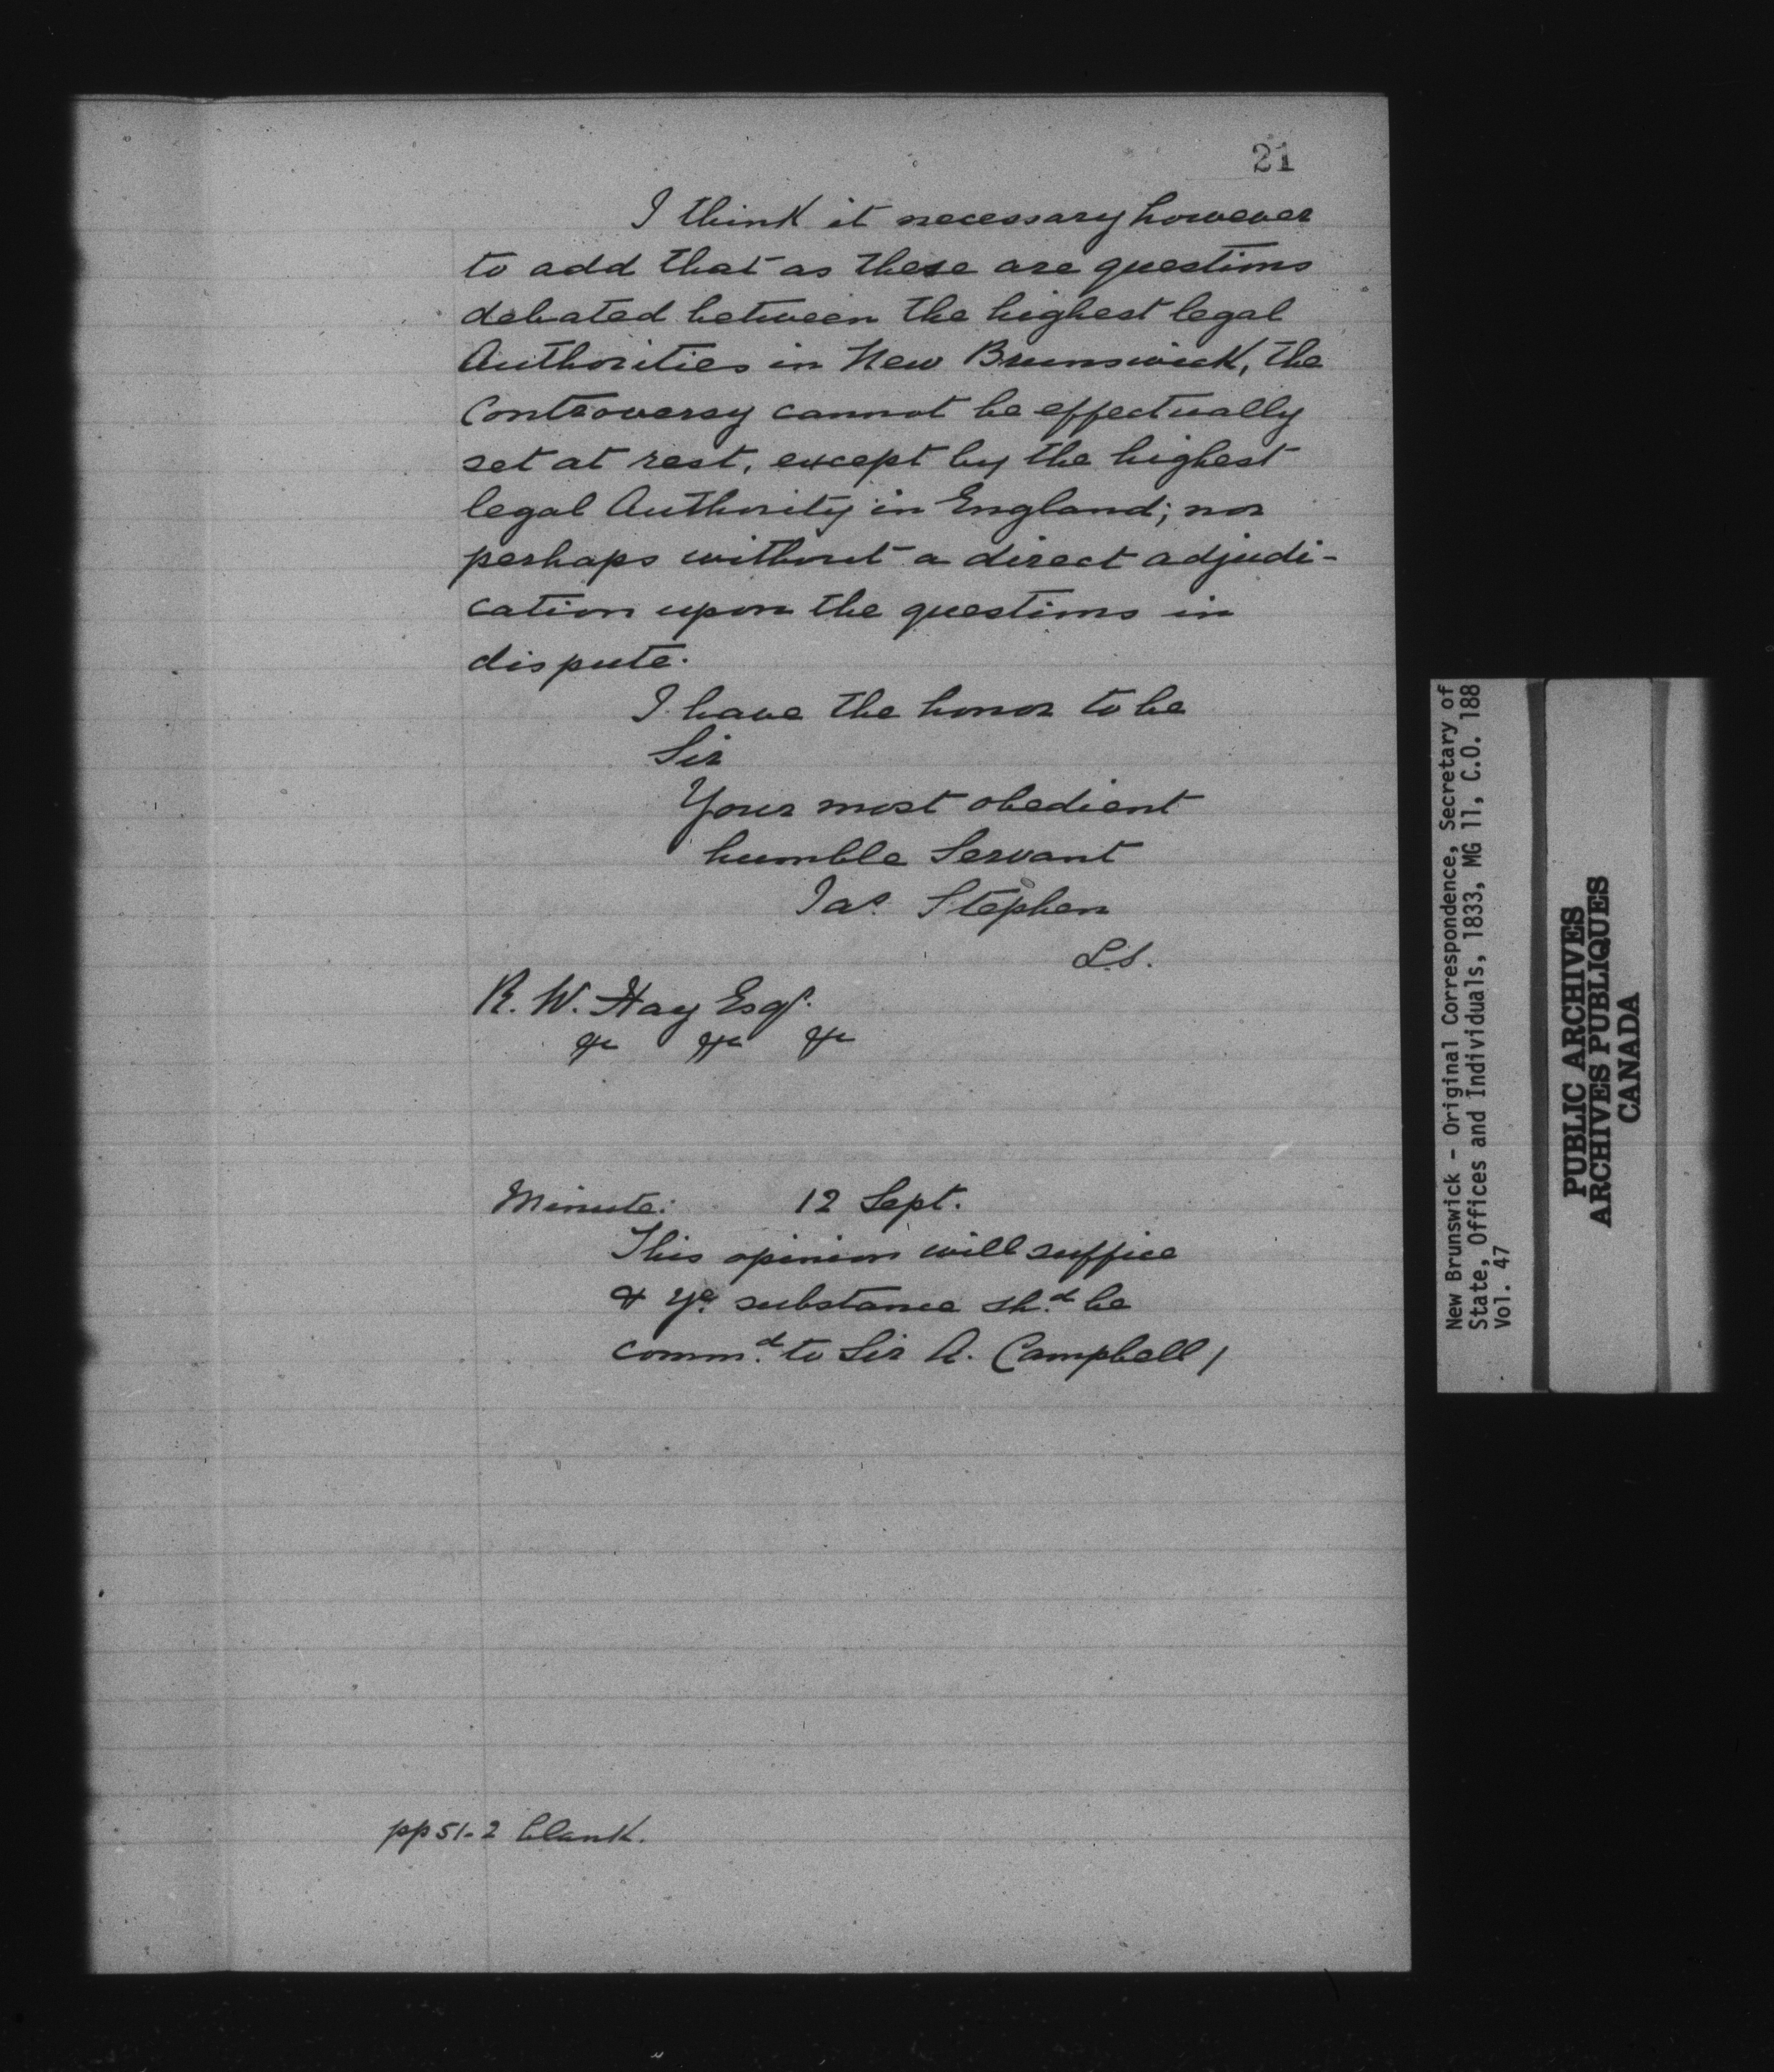 21
I think it necessary however
to add that as these are questions
debated between the highest legal
Authorities in New Brunswick, the
Controversy cannot be effectually
set at rest, except by the highest
legal Authority in England; nor
perhaps without a direct adjudi-
cation upon the questions in
dispute.
I have the honor to be
Sir
Your most obedient
humble Servant
Jas. Stephen
L.S.
R. W. Hay Esqr.
&c &c &c
Minute: 12 Sept.
This opinion will suffice
& ye. substance shd. be
commd. to Sir A. Campbell /
pp 51-2 blank.
New Brunswick - Original Correspondence, Secretary of
State, Offices and Individuals, 1833, MG 11, C.O. 188
Vol. 47
PUBLIC ARCHIVES
ARCHIVES PUBLIQUES
CANADA